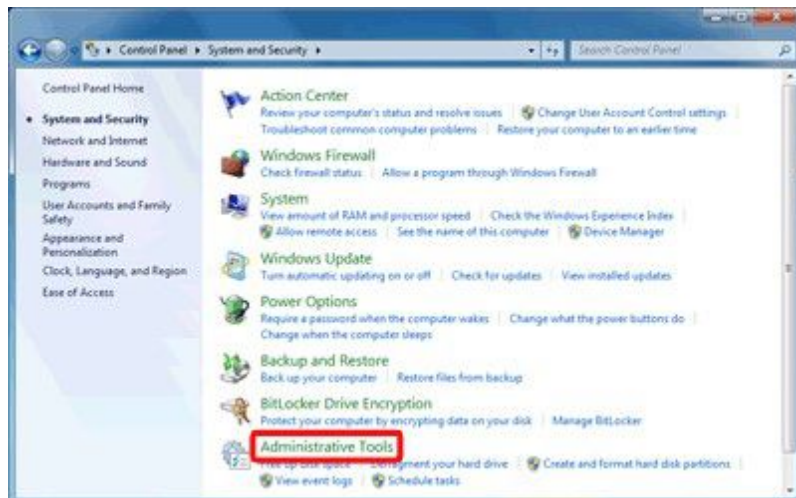 Control Panel ▸ System and Security ▸
Search Control Panel
Control Panel Home
System and Security
Network and Internet
Hardware and Sound
Programs
User Accounts and Family
Safety
Appearance and
Personalization
Clock, Language, and Region
Ease of Access
Action Center
Review your computer's status and resolve issues Change User Account Control settings
Troubleshoot common computer problems Restore your computer to an earlier time
Windows Firewall
Check firewall status Allow a program through Windows Firewall
System
View amount of RAM and processor speed Check the Windows Experience Index
Allow remote access See the name of this computer Device Manager
Windows Update
Turn automatic updating on or off Check for updates View installed updates
Power Options
Require a password when the computer wakes Change what the power buttons do
Change when the computer sleeps
Backup and Restore
Back up your computer Restore files from backup
BitLocker Drive Encryption
Protect your computer by encrypting data on your disk Manage BitLocker
Administrative Tools
Free up disk space Defragment your hard drive Create and format hard disk partitions
View event logs Schedule tasks